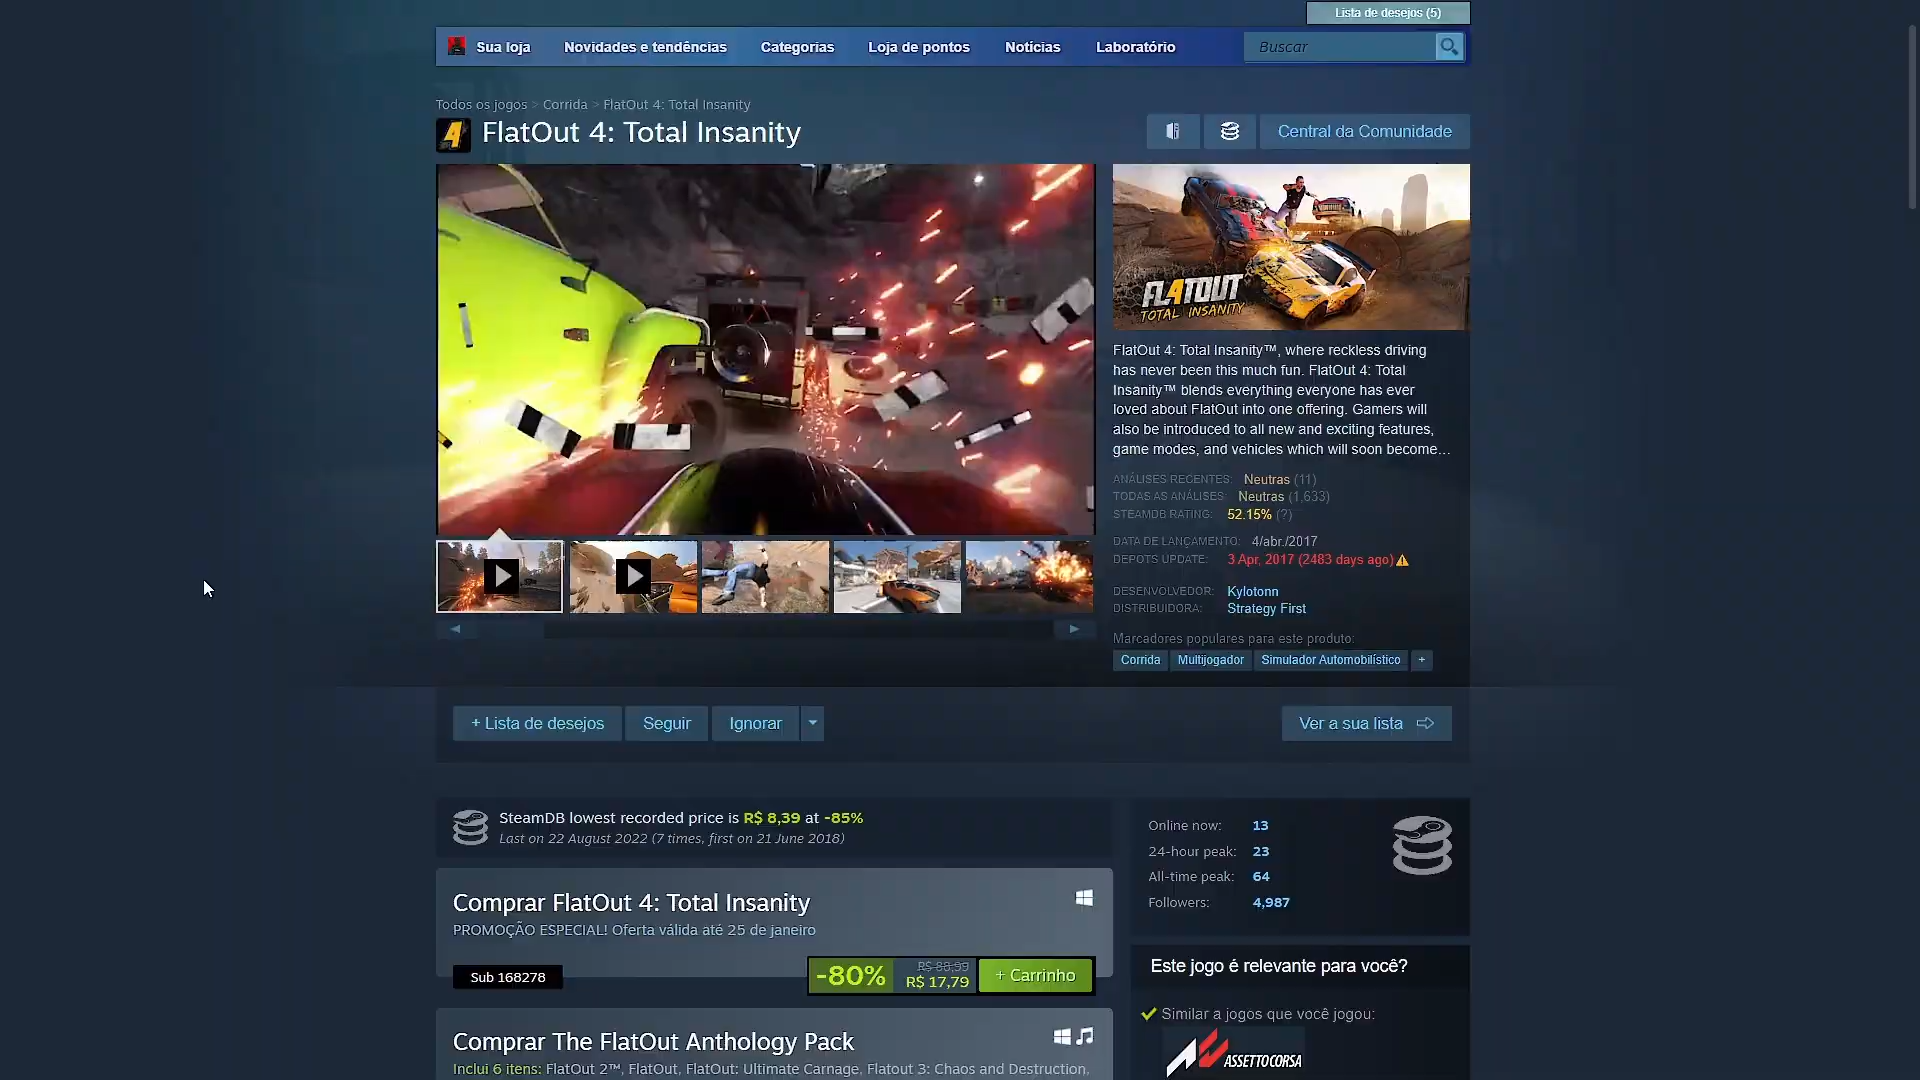 Lista de desejos (5)
Sua loja
Novidades e tendências
Categorias
Loja de pontos
Notícias
Laboratório
Buscar
Todos os jogos > Corrida > FlatOut 4: Total Insanity
FlatOut 4: Total Insanity
Central da Comunidade
FLATOUT
TOTAL INSANITY
FlatOut 4: Total Insanity™, where reckless driving
has never been this much fun. FlatOut 4: Total
Insanity™ blends everything everyone has ever
loved about FlatOut into one offering. Gamers will
also be introduced to all new and exciting features,
game modes, and vehicles which will soon become…
ANÁLISES RECENTES: Neutras (11)
TODAS AS ANÁLISES: Neutras (1,633)
STEAMDB RATING: 52.15% (?)
DATA DE LANÇAMENTO: 4/abr./2017
DEPOTS UPDATE: 3 Apr, 2017 (2483 days ago)
DESENVOLVEDOR: Kylotonn
DISTRIBUIDORA: Strategy First
Marcadores populares para este produto:
Corrida
Multijogador
Simulador Automobilístico
+
+ Lista de desejos
Seguir
Ignorar
Ver a sua lista
SteamDB lowest recorded price is R$ 8,39 at -85%
Last on 22 August 2022 (7 times, first on 21 June 2018)
Comprar FlatOut 4: Total Insanity
PROMOÇÃO ESPECIAL! Oferta válida até 25 de janeiro
Sub 168278
-80%
R$ 88,99
R$ 17,79
+ Carrinho
Comprar The FlatOut Anthology Pack
Inclui 6 itens: FlatOut 2™, FlatOut, FlatOut: Ultimate Carnage, Flatout 3: Chaos and Destruction,
Online now: 13
24-hour peak: 23
All-time peak: 64
Followers: 4,987
Este jogo é relevante para você?
Similar a jogos que você jogou:
ASSETTO CORSA